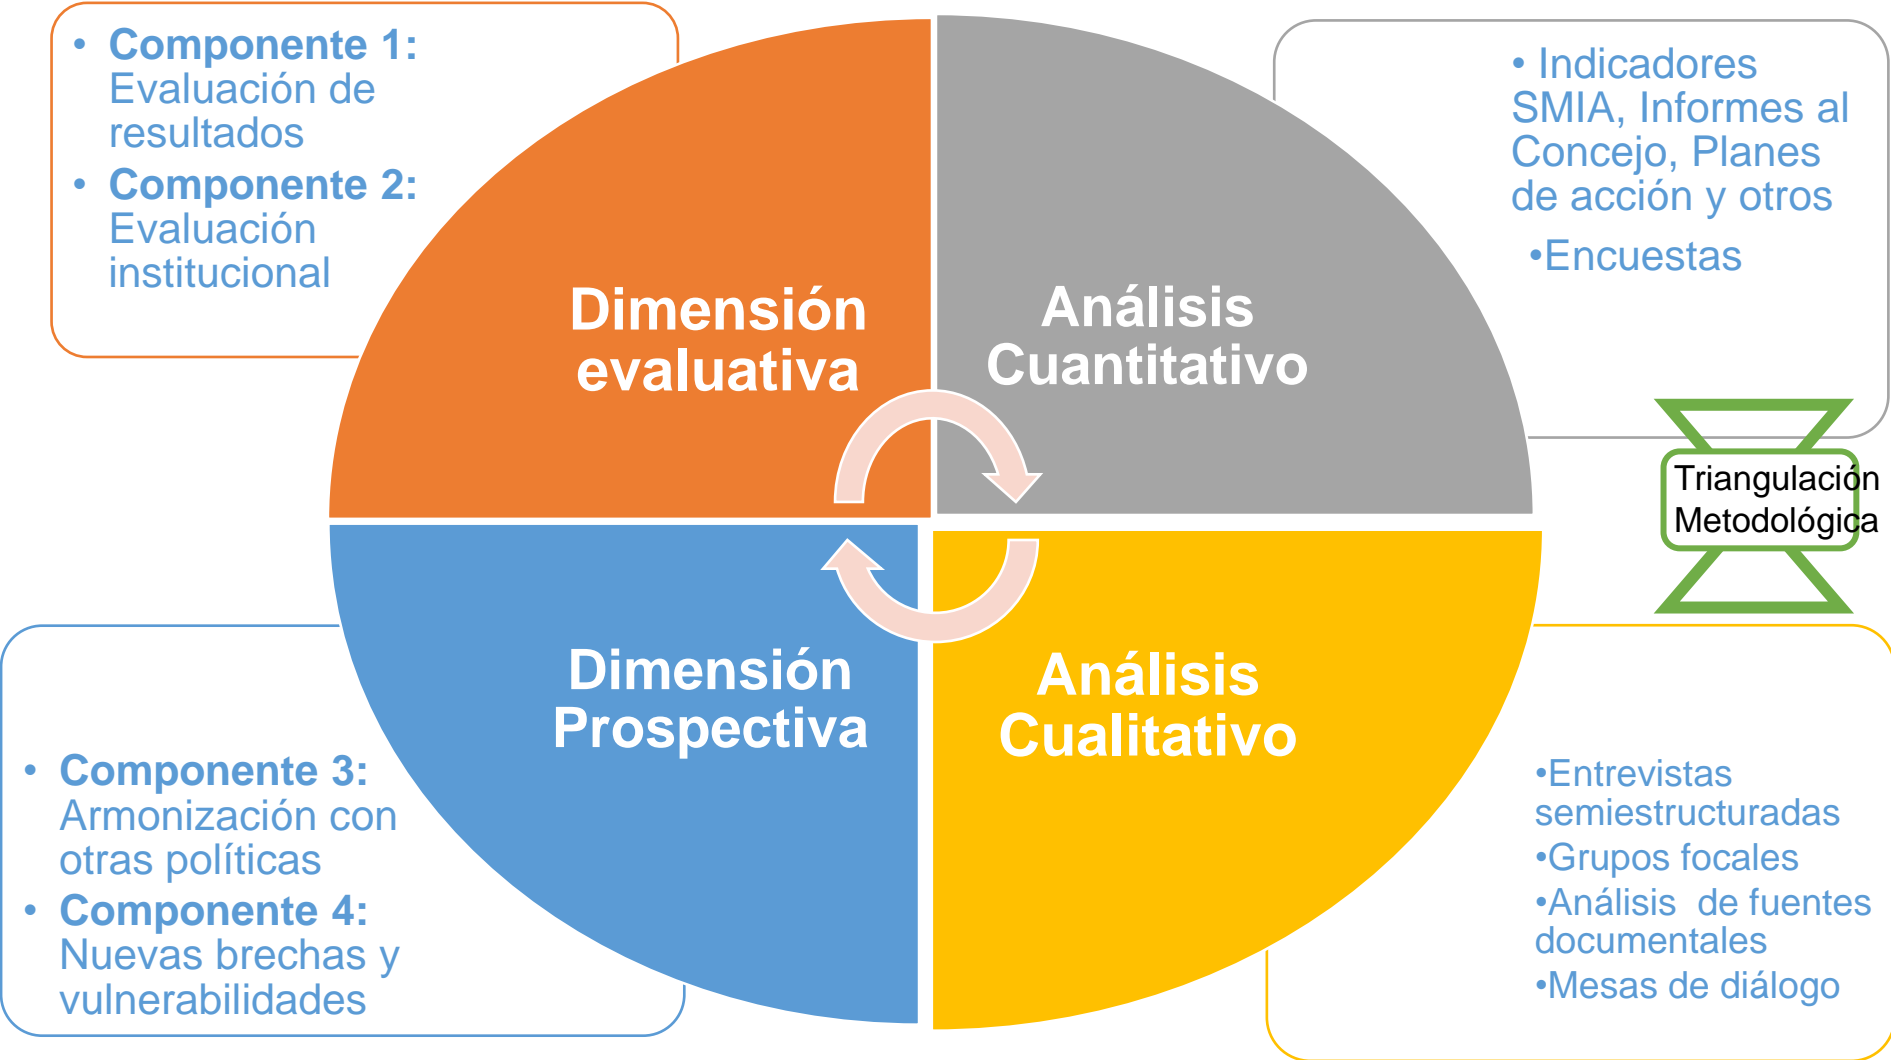 • Componente 1:
Evaluación de
resultados
• Componente 2:
Evaluación
institucional
Dimensión
evaluativa
Análisis
Cuantitativo
• Indicadores
SMIA, Informes al
Concejo, Planes
de acción y otros
•Encuestas
Triangulación
Metodológica
Dimensión
Prospectiva
Análisis
Cualitativo
• Componente 3:
Armonización con
otras políticas
• Componente 4:
Nuevas brechas y
vulnerabilidades
•Entrevistas
semiestructuradas
•Grupos focales
•Análisis  de fuentes
documentales
•Mesas de diálogo